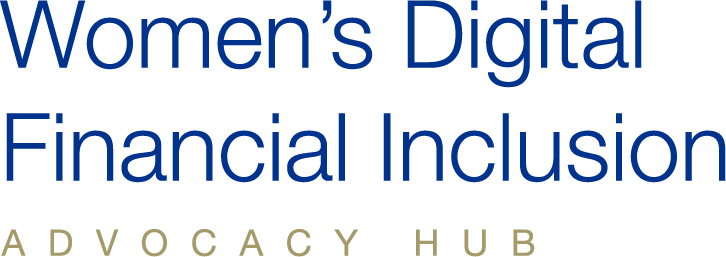 Women’s Digital
Financial Inclusion
ADVOCACY HUB